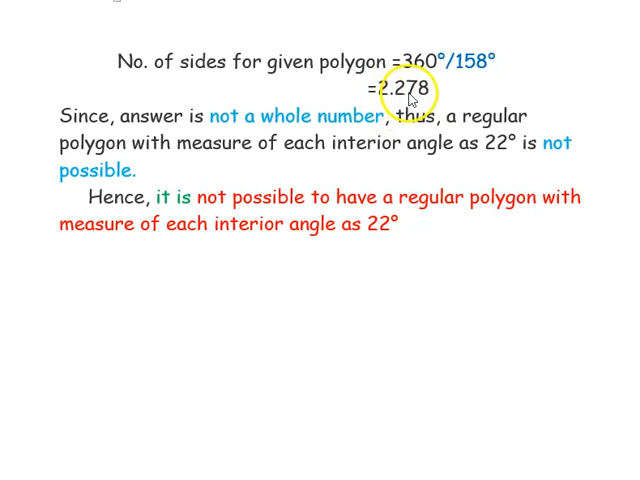 No. of sides for given polygon =360°/158°
=2.278
Since, answer is not a whole number, thus, a regular
polygon with measure of each interior angle as 22° is not
possible.
Hence, it is not possible to have a regular polygon with
measure of each interior angle as 22°